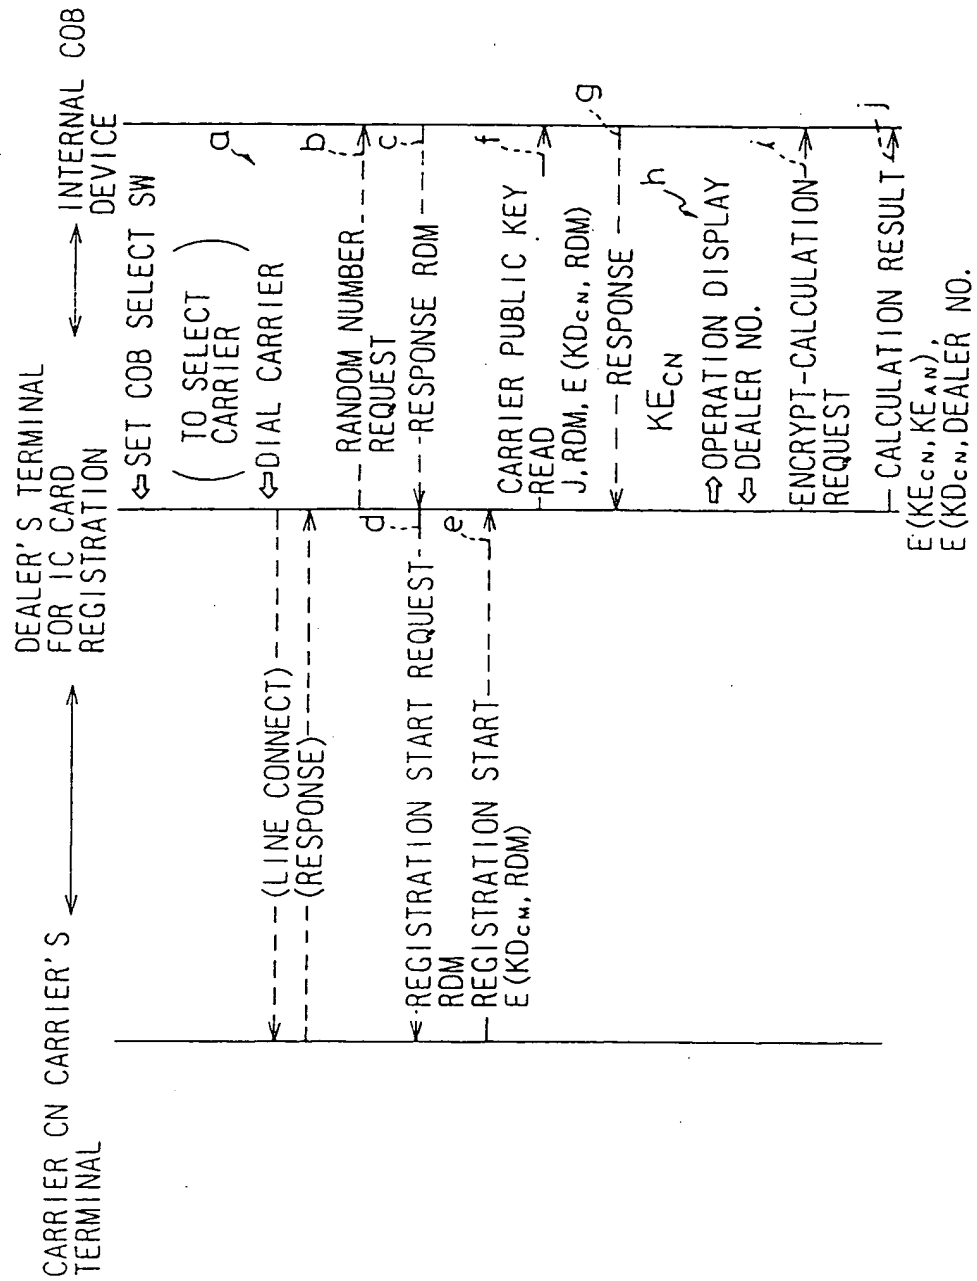 CARRIER CN CARRIER'S
TERMINAL
DEALER'S TERMINAL
FOR IC CARD
REGISTRATION
INTERNAL COB
DEVICE
SET COB SELECT SW
(TO SELECT
CARRIER)
a
DIAL CARRIER
(LINE CONNECT)
(RESPONSE)
b
RANDOM NUMBER
REQUEST
c
RESPONSE RDM
d
REGISTRATION START REQUEST
RDM
e
REGISTRATION START
E(KDCM, RDM)
f
CARRIER PUBLIC KEY
READ
J, RDM, E(KDCN, RDM)
g
RESPONSE
KECN
h
OPERATION DISPLAY
DEALER NO.
i
ENCRYPT-CALCULATION
REQUEST
j
CALCULATION RESULT
E(KECN, KEAN),
E(KDCN, DEALER NO.